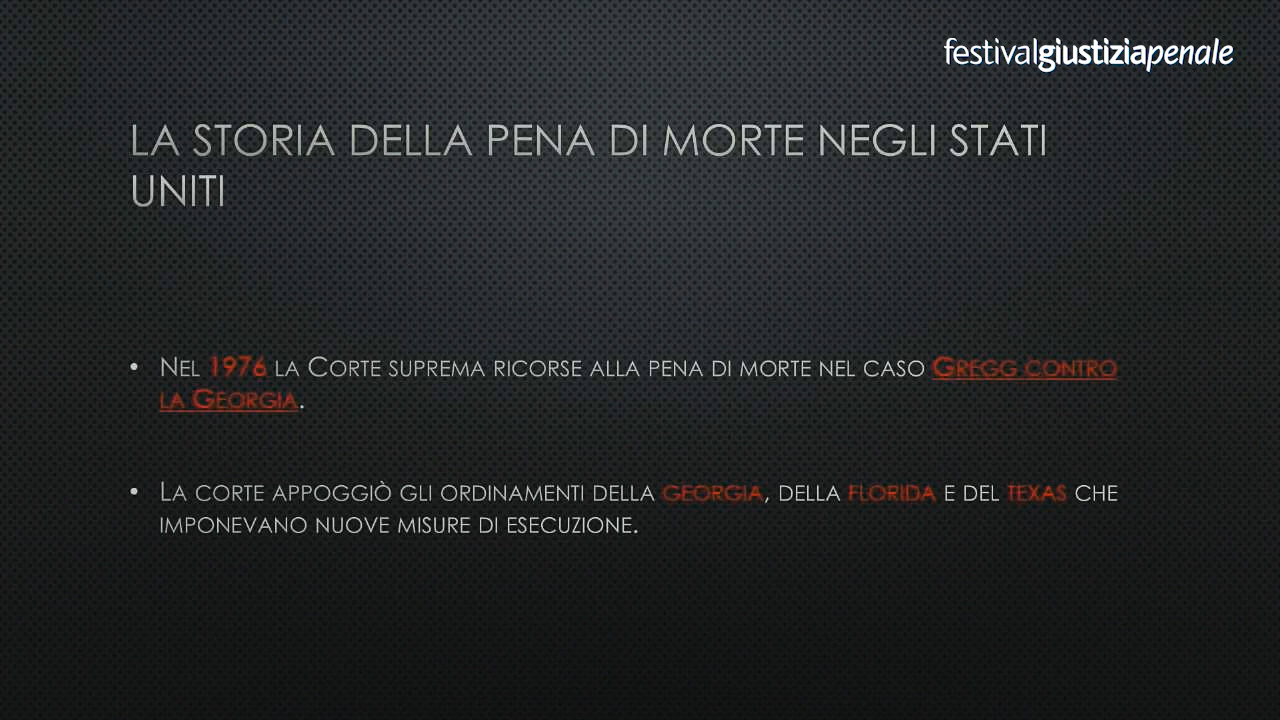 festivalgiustiziapenale
LA STORIA DELLA PENA DI MORTE NEGLI STATI
UNITI
• NEL 1976 LA CORTE SUPREMA RICORSE ALLA PENA DI MORTE NEL CASO GREGG CONTRO
LA GEORGIA.
• LA CORTE APPOGGIÒ GLI ORDINAMENTI DELLA GEORGIA, DELLA FLORIDA E DEL TEXAS CHE
IMPONEVANO NUOVE MISURE DI ESECUZIONE.